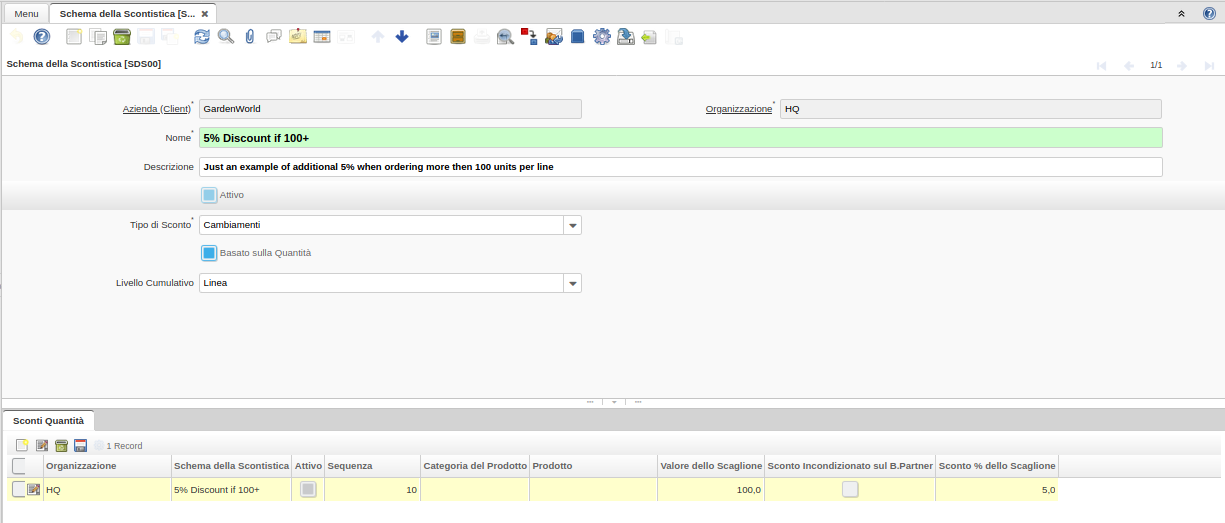 Menu
Schema della Scontistica [S...
Schema della Scontistica [SDS00]
1/1
Azienda (Client)* GardenWorld
Organizzazione* HQ
Nome* 5% Discount if 100+
Descrizione Just an example of additional 5% when ordering more then 100 units per line
Attivo
Tipo di Sconto* Cambiamenti
Basato sulla Quantità
Livello Cumulativo Linea
Sconti Quantità
1 Record
Organizzazione Schema della Scontistica Attivo Sequenza Categoria del Prodotto Prodotto Valore dello Scaglione Sconto Incondizionato sul B.Partner Sconto % dello Scaglione
HQ 5% Discount if 100+ 10 100,0 5,0